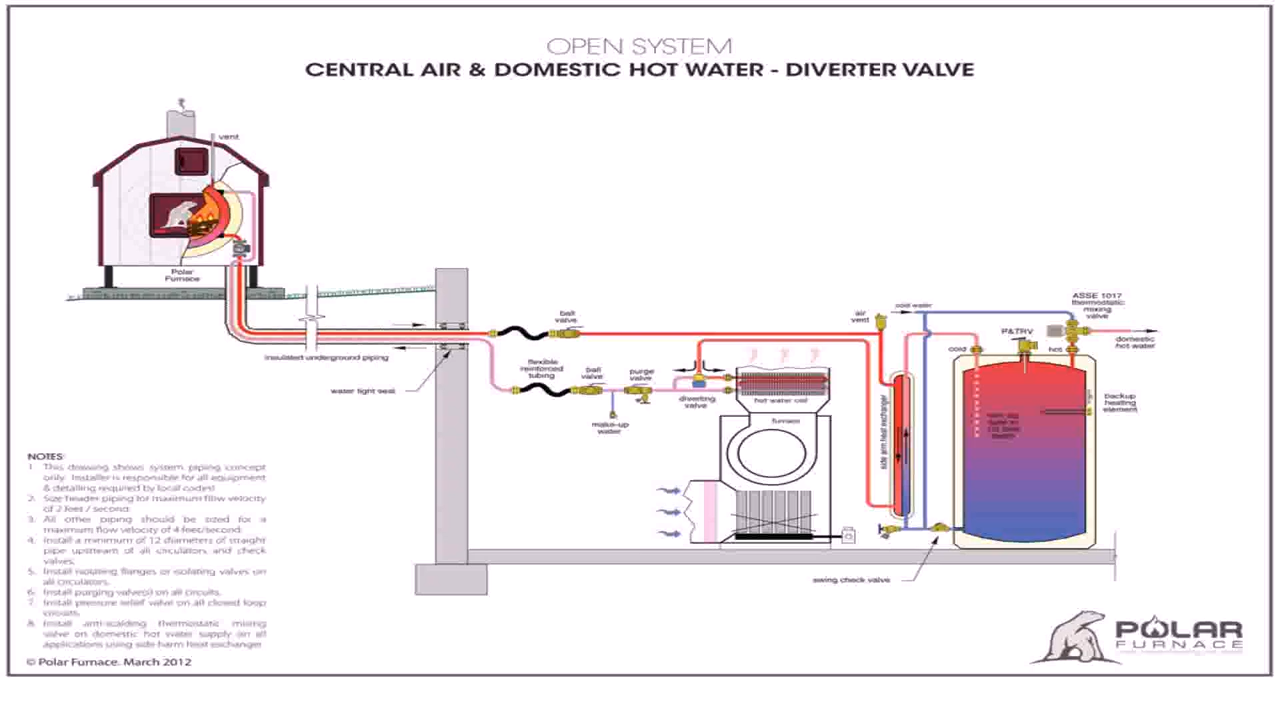 OPEN SYSTEM
CENTRAL AIR & DOMESTIC HOT WATER - DIVERTER VALVE
vent
Polar
Furnace
insulated underground piping
water tight seal
ball
valve
flexible
reinforced
tubing
ball
valve
purge
valve
make-up
water
diverting
valve
hot water coil
furnace
air
vent
cold water
side arm heat exchanger
ASSE 1017
thermostatic
mixing
valve
P&TRV
cold
hot
domestic
hot water
backup
heating
element
swing check valve
NOTES:
1. This drawing shows system piping concept
only. Installer is responsible for all equipment
& detailing required by local codes!
2. Size header piping for maximum flow velocity
of 2 feet / second.
3. All other piping should be sized for a
maximum flow velocity of 4 feet/second.
4. Install a minimum of 12 diameters of straight
pipe upstream of all circulators and check
valves.
5. Install isolating flanges or isolating valves on
all circulators.
6. Install purging valve(s) on all circuits.
7. Install pressure relief valve on all closed loop
circuits.
8. Install anti-scalding thermostatic mixing
valve on domestic hot water supply on all
applications using side harm heat exchanger
© Polar Furnace. March 2012
POLAR
FURNACE